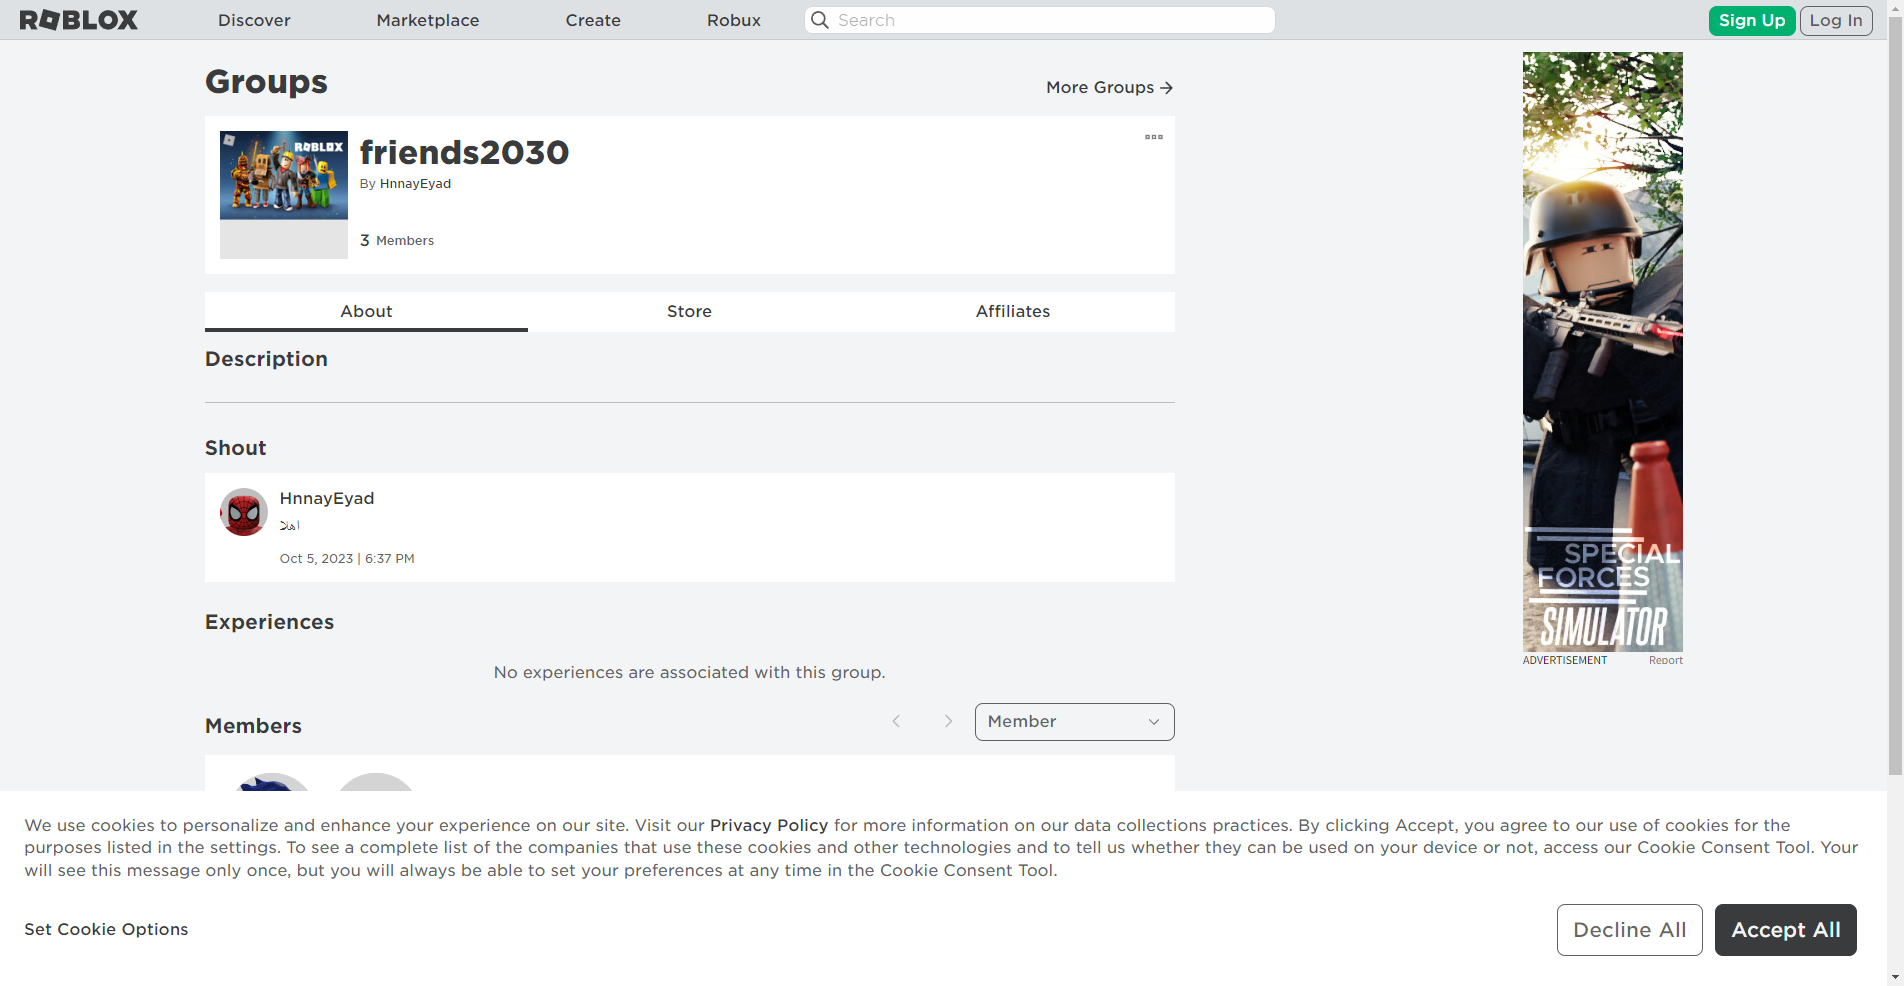 ROBLOX
Discover
Marketplace
Create
Robux
Search
Sign Up
Log In
Groups
More Groups
ROBLOX
friends2030
By HnnayEyad
3 Members
About
Store
Affiliates
Description
Shout
HnnayEyad
اهلا
Oct 5, 2023 | 6:37 PM
Experiences
No experiences are associated with this group.
Members
Member
SPECIAL
FORCES
SIMULATOR
ADVERTISEMENT
Report
We use cookies to personalize and enhance your experience on our site. Visit our Privacy Policy for more information on our data collections practices. By clicking Accept, you agree to our use of cookies for the
purposes listed in the settings. To see a complete list of the companies that use these cookies and other technologies and to tell us whether they can be used on your device or not, access our Cookie Consent Tool. Your
will see this message only once, but you will always be able to set your preferences at any time in the Cookie Consent Tool.
Set Cookie Options
Decline All
Accept All